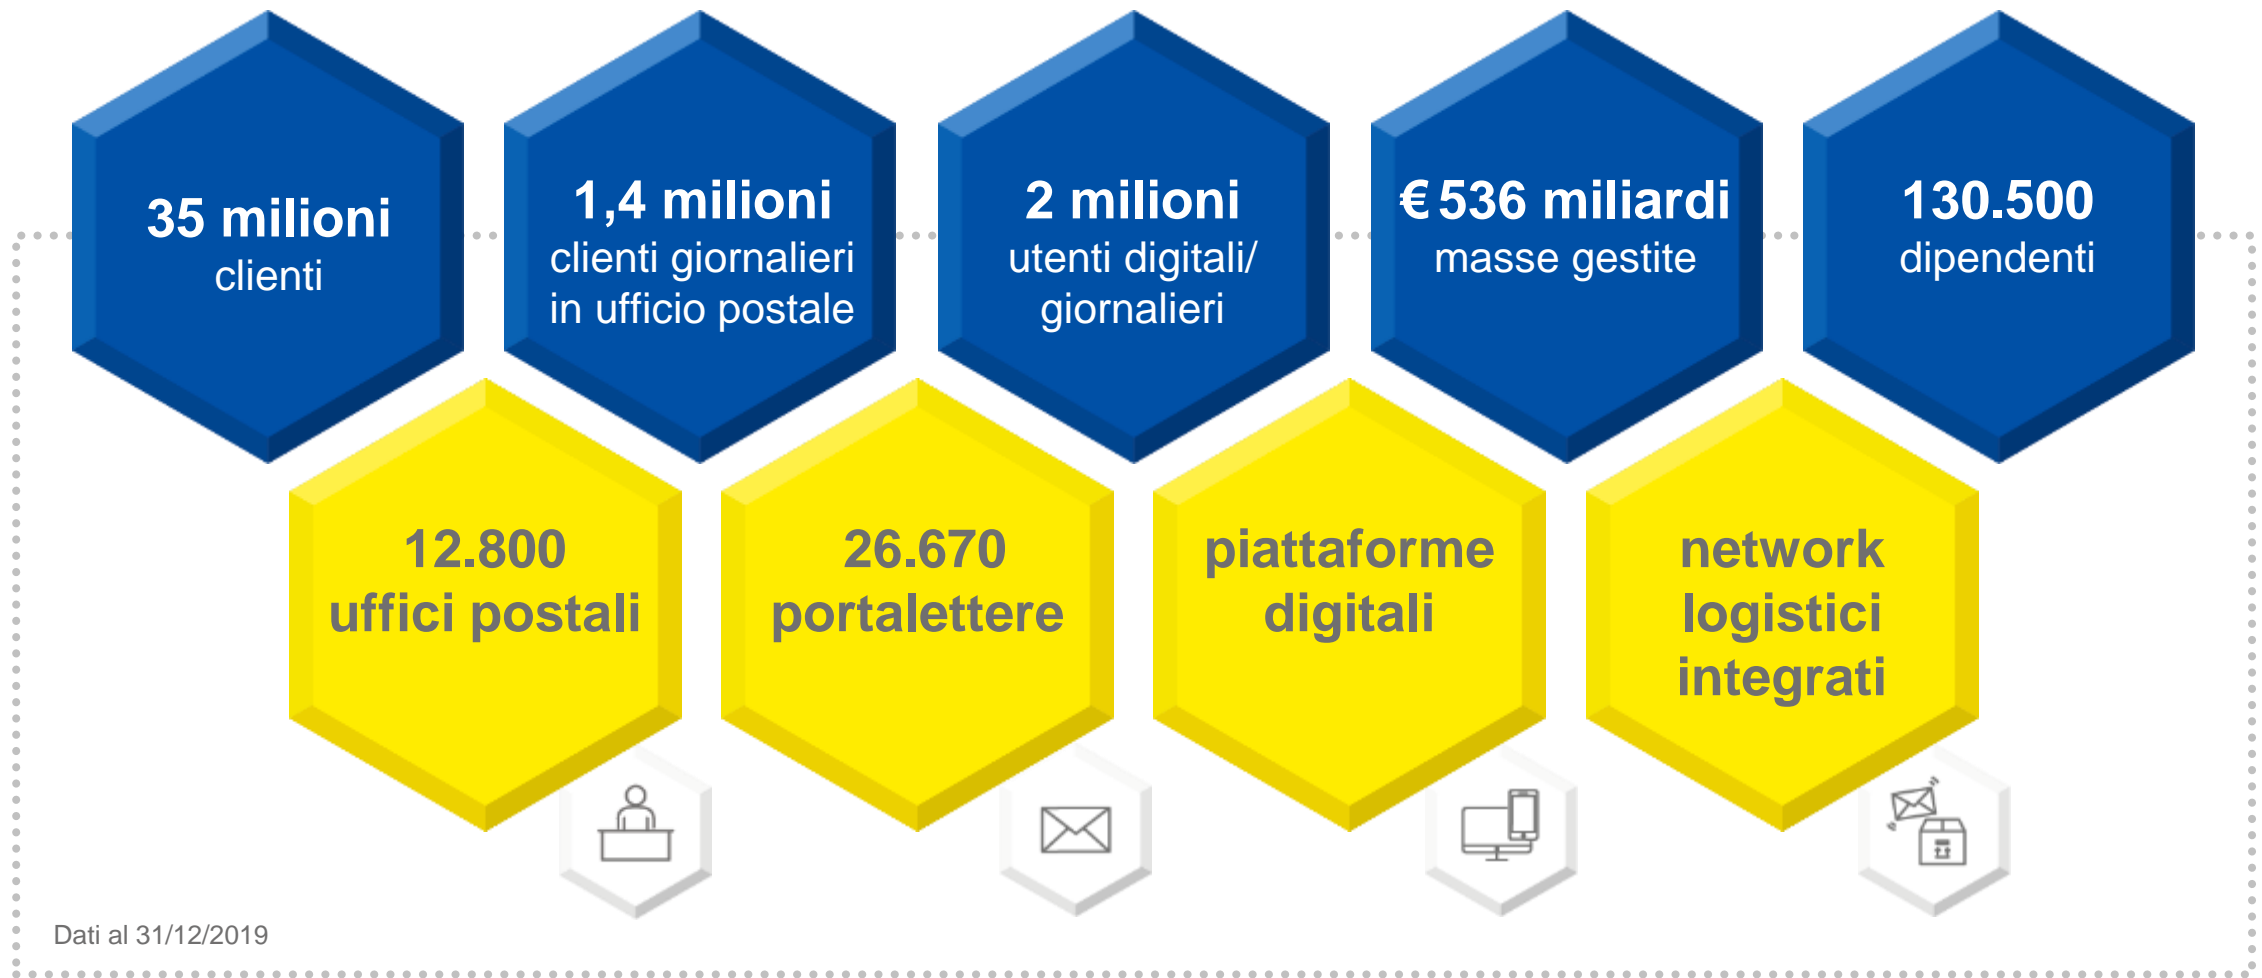 35 milioni
clienti
1,4 milioni
clienti giornalieri
in ufficio postale
2 milioni
utenti digitali/
giornalieri
€ 536 miliardi
masse gestite
130.500
dipendenti
12.800
uffici postali
26.670
portalettere
piattaforme
digitali
network
logistici
integrati
Dati al 31/12/2019